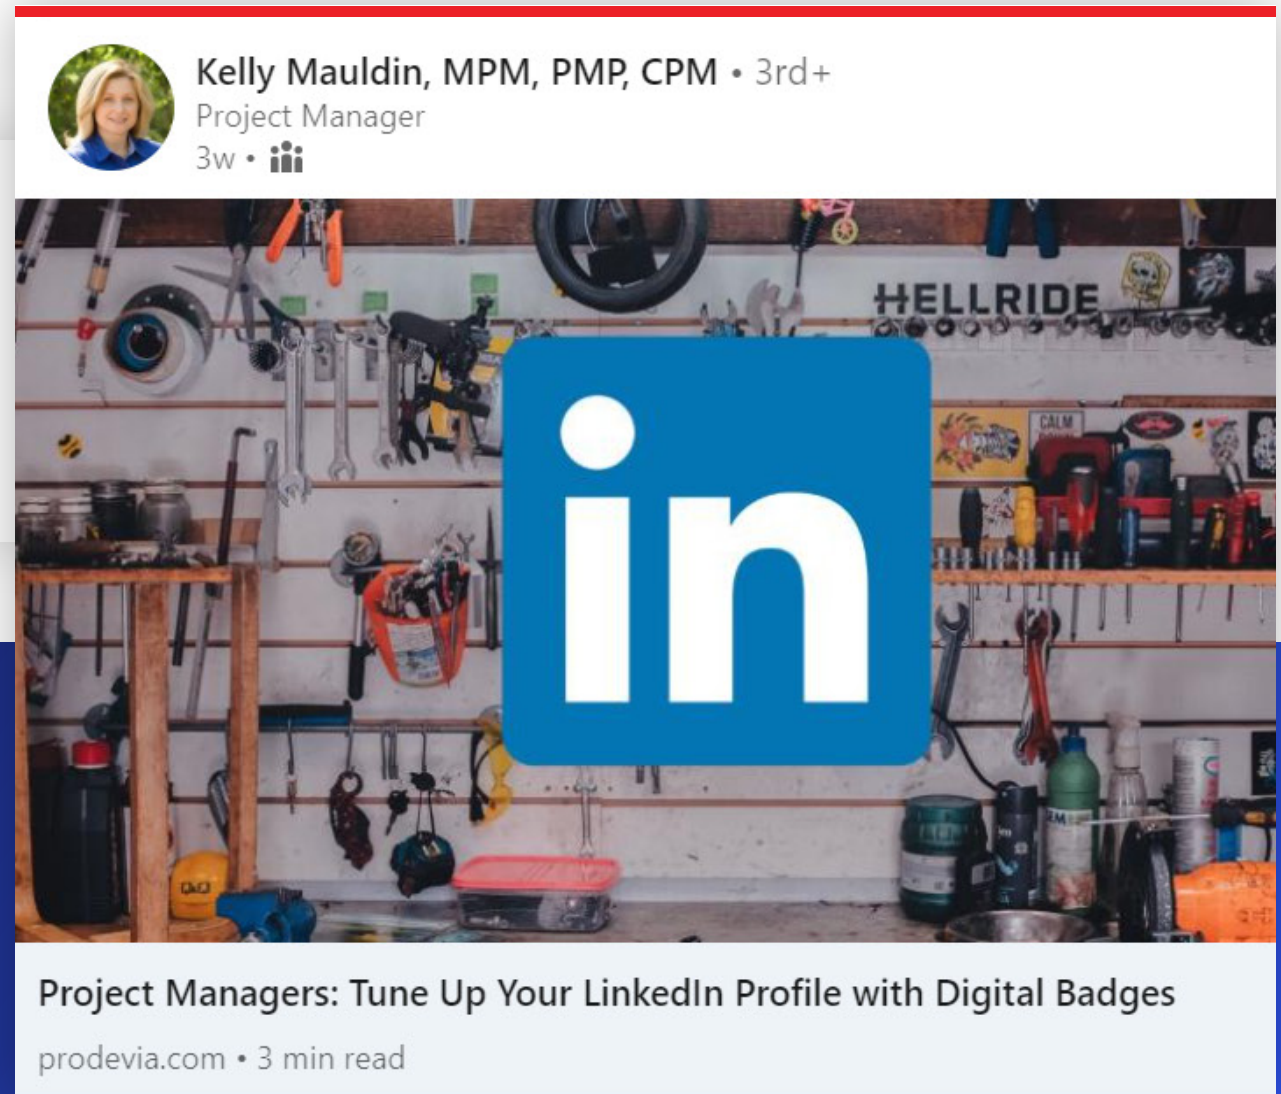 Kelly Mauldin, MPM, PMP, CPM • 3rd+
Project Manager
3w •
HELLRIDE
CALM
in
Project Managers: Tune Up Your LinkedIn Profile with Digital Badges
prodevia.com • 3 min read